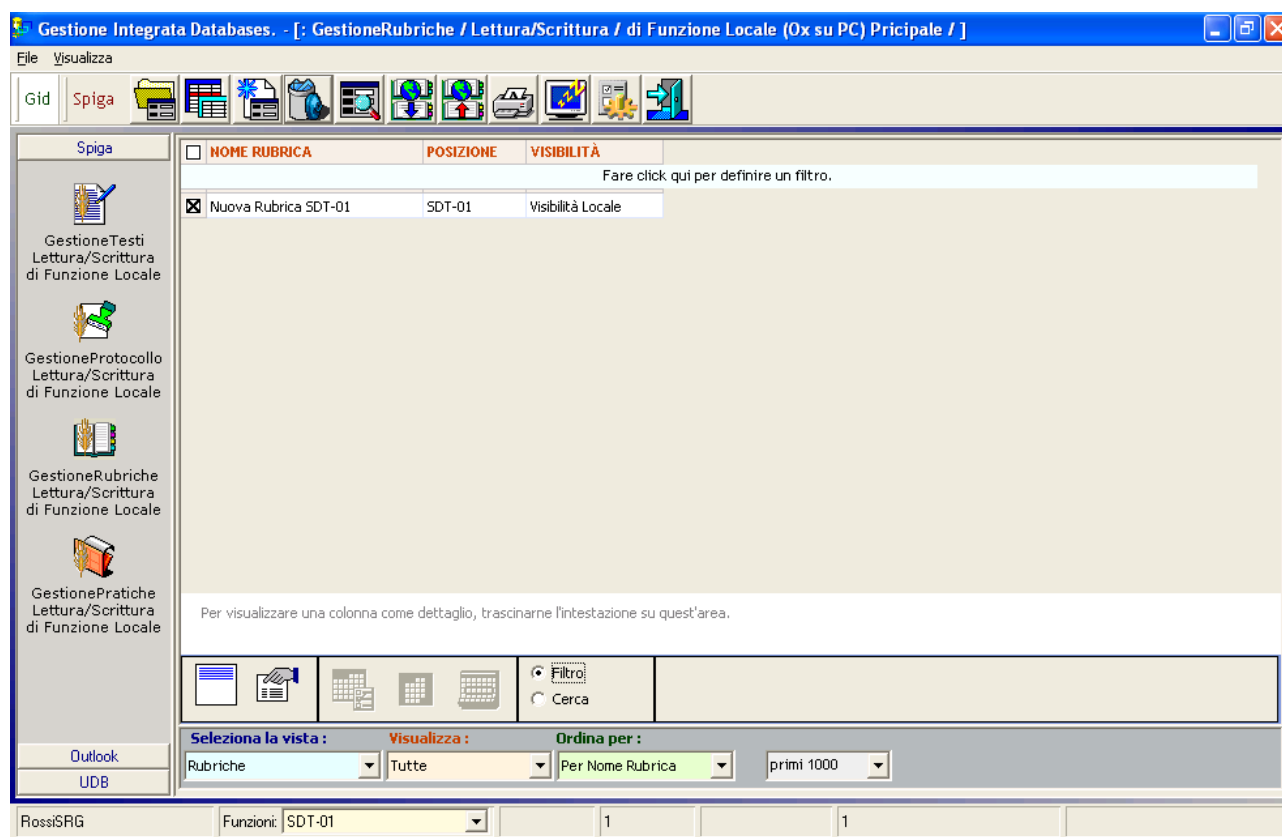 Gestione Integrata Databases. - [: GestioneRubriche / Lettura/Scrittura / di Funzione Locale (Ox su PC) Pricipale / ]
File Visualizza
Gid Spiga
Spiga
GestioneTesti
Lettura/Scrittura
di Funzione Locale
GestioneProtocollo
Lettura/Scrittura
di Funzione Locale
GestioneRubriche
Lettura/Scrittura
di Funzione Locale
GestionePratiche
Lettura/Scrittura
di Funzione Locale
Outlook
UDB
NOME RUBRICA POSIZIONE VISIBILITÀ
Fare click qui per definire un filtro.
Nuova Rubrica SDT-01 SDT-01 Visibilità Locale
Per visualizzare una colonna come dettaglio, trascinarne l'intestazione su quest'area.
Filtro
Cerca
Seleziona la vista : Visualizza : Ordina per :
Rubriche Tutte Per Nome Rubrica primi 1000
RossiSRG Funzioni: SDT-01 1 1